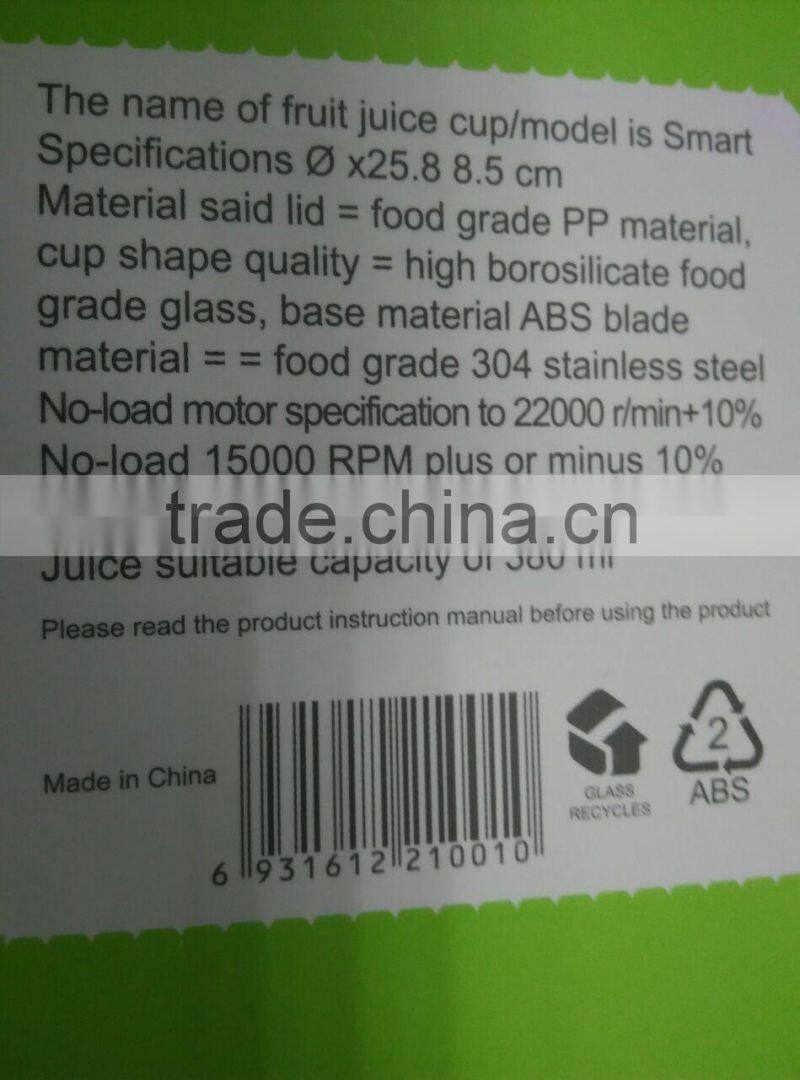 The name of fruit juice cup/model is Smart
Specifications Ø x25.8 8.5 cm
Material said lid = food grade PP material,
cup shape quality = high borosilicate food
grade glass, base material ABS blade
material = = food grade 304 stainless steel
No-load motor specification to 22000 r/min+10%
No-load 15000 RPM plus or minus 10%
trade.china.cn
Juice suitable capacity of 380 ml
Please read the product instruction manual before using the product
Made in China
6 931612 210010
GLASS
RECYCLES
2
ABS